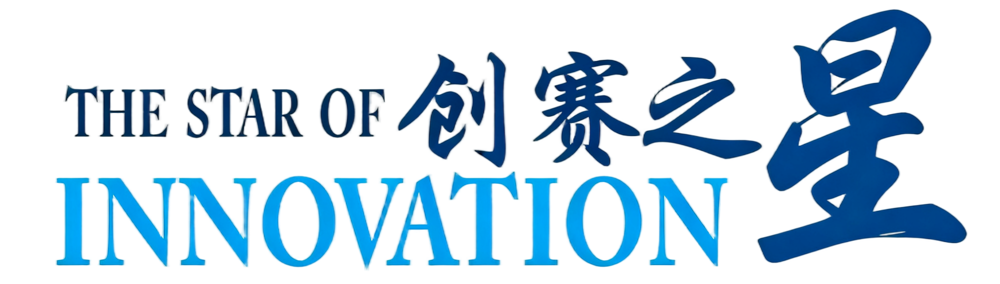 THE STAR OF 创赛之星
INNOVATION